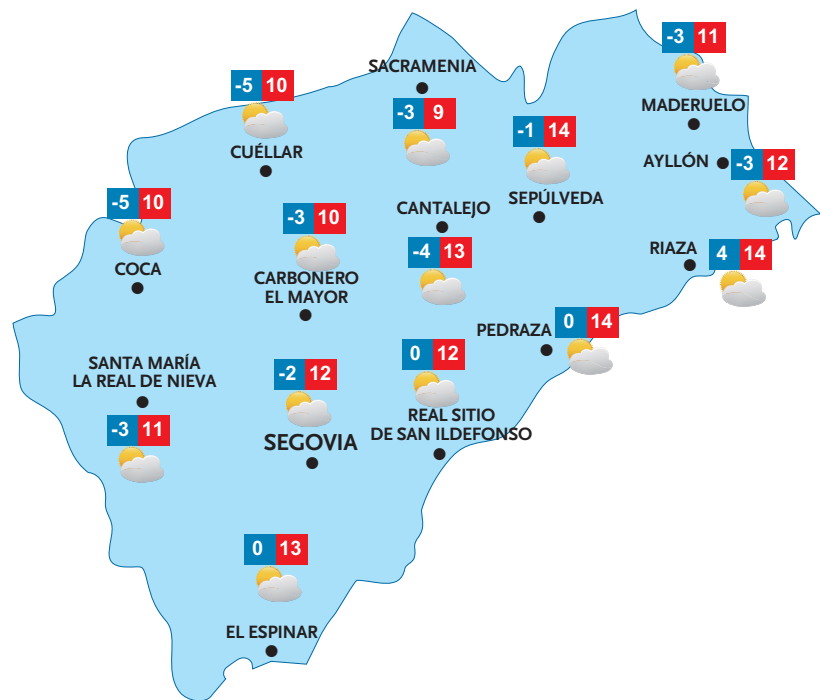 -3 11
MADERUELO
SACRAMENIA
-3 9
-5 10
CUÉLLAR
-1 14
SEPÚLVEDA
AYLLÓN
-3 12
-5 10
COCA
-3 10
CARBONERO
EL MAYOR
CANTALEJO
-4 13
RIAZA
4 14
PEDRAZA
0 14
SANTA MARÍA
LA REAL DE NIEVA
-3 11
-2 12
SEGOVIA
0 12
REAL SITIO
DE SAN ILDEFONSO
0 13
EL ESPINAR